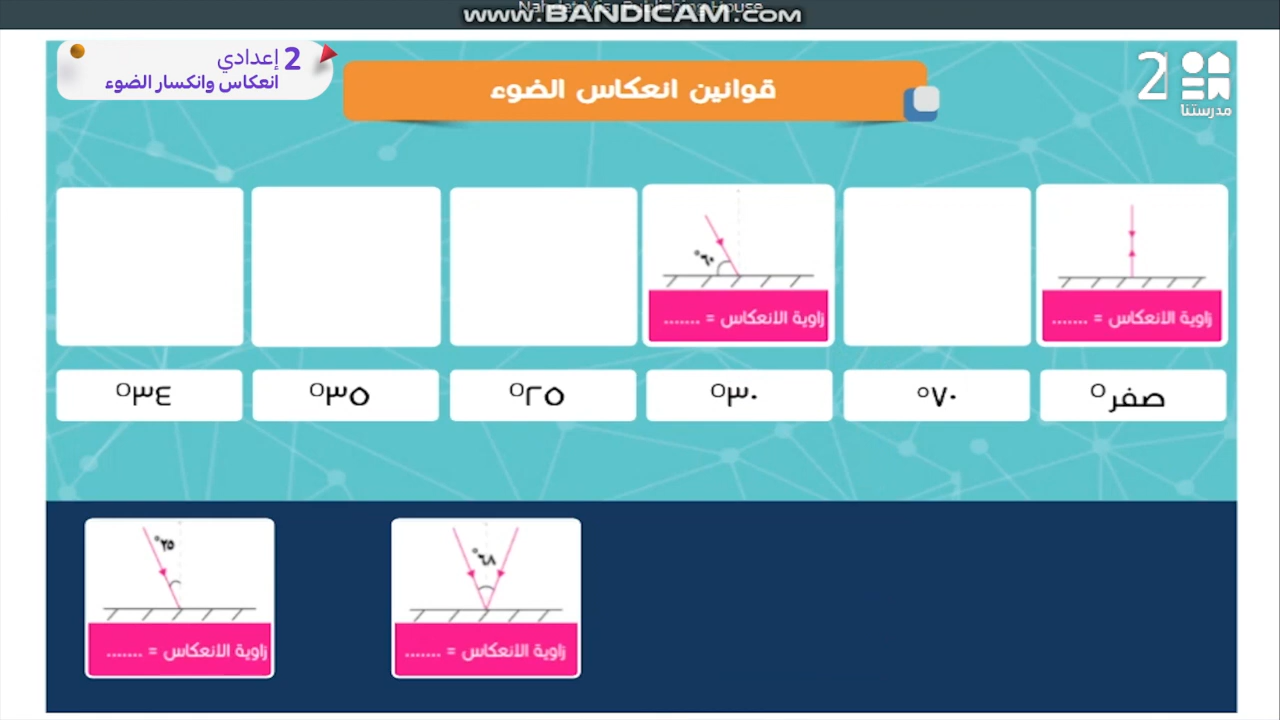 www.BANDICAM.com
2 إعدادي
انعكاس وانكسار الضوء
قوانين انعكاس الضوء
2
مدرستنا
زاوية الانعكاس = .......
٦٠°
زاوية الانعكاس = .......
صفر°
٧٠°
٣٠°
٢٥°
٣٥°
٣٤°
٦٨°
زاوية الانعكاس = .......
٢٥°
زاوية الانعكاس = .......